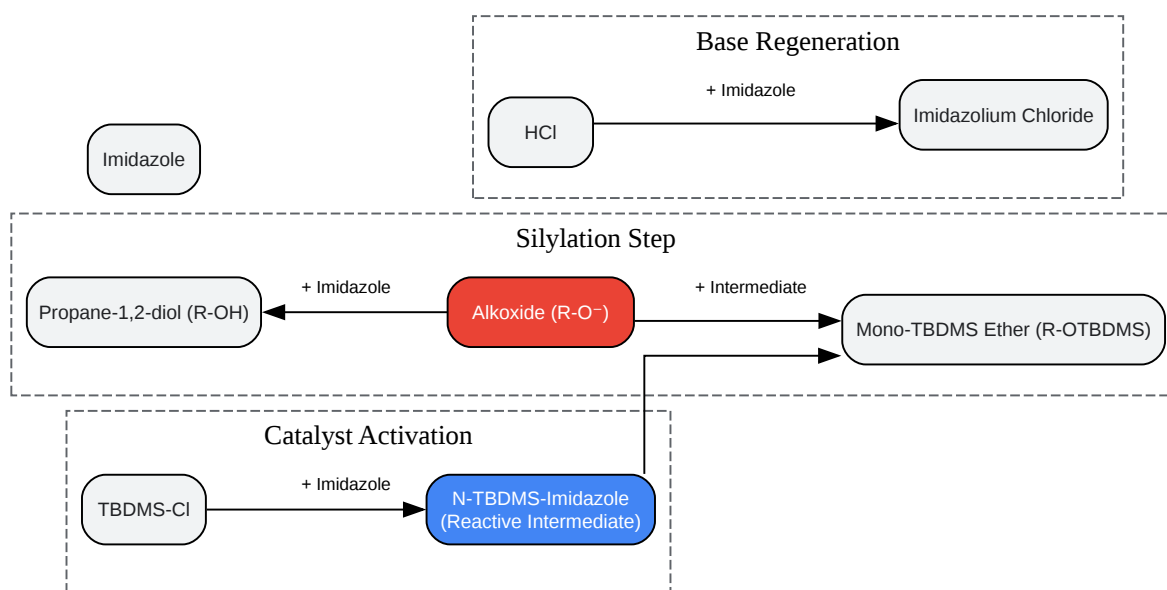 Base Regeneration
+ Imidazole
HCl
Imidazolium Chloride
Imidazole
Silylation Step
+ Imidazole
+ Intermediate
Propane-1,2-diol (R-OH)
Alkoxide (R-O⁻)
Mono-TBDMS Ether (R-OTBDMS)
Catalyst Activation
+ Imidazole
TBDMS-Cl
N-TBDMS-Imidazole
(Reactive Intermediate)